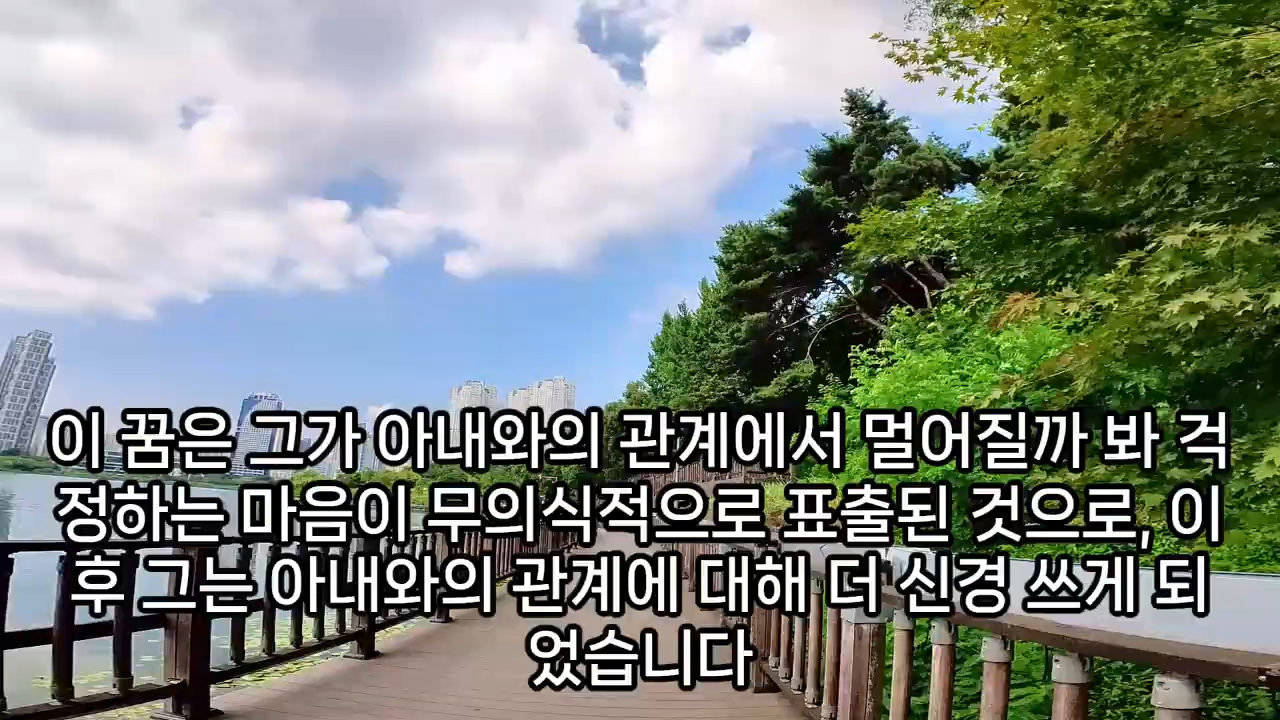 이 꿈은 그가 아내와의 관계에서 멀어질까 봐 걱
정하는 마음이 무의식적으로 표출된 것으로, 이
후 그는 아내와의 관계에 대해 더 신경 쓰게 되
었습니다